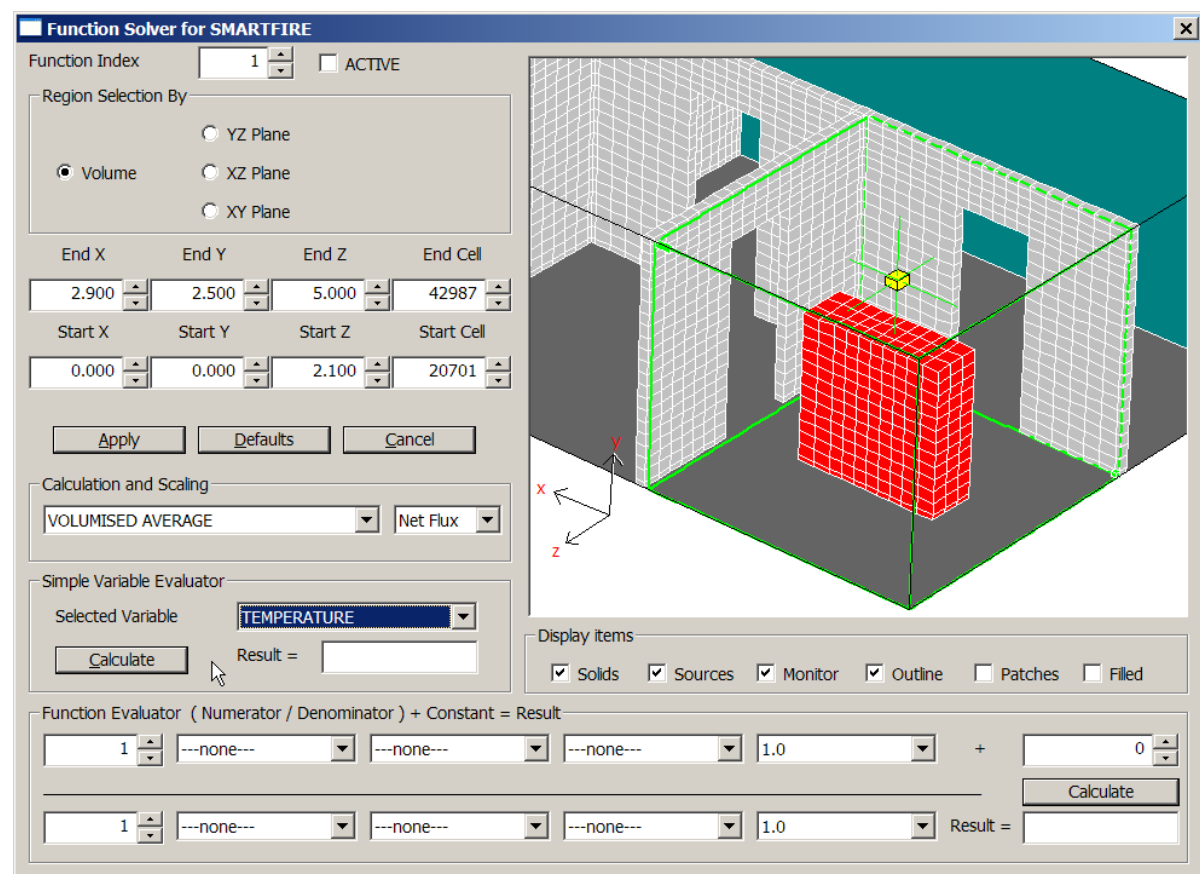 Function Solver for SMARTFIRE
Function Index 1 ACTIVE
Region Selection By
YZ Plane
Volume XZ Plane
XY Plane
End X End Y End Z End Cell
2.900 2.500 5.000 42987
Start X Start Y Start Z Start Cell
0.000 0.000 2.100 20701
Apply Defaults Cancel
Calculation and Scaling
VOLUMISED AVERAGE Net Flux
Simple Variable Evaluator
Selected Variable TEMPERATURE
Calculate Result =
y
x
z
Display items
Solids Sources Monitor Outline Patches Filled
Function Evaluator ( Numerator / Denominator ) + Constant = Result
1 ---none--- ---none--- ---none--- 1.0 + 0
Calculate
1 ---none--- ---none--- ---none--- 1.0 Result =